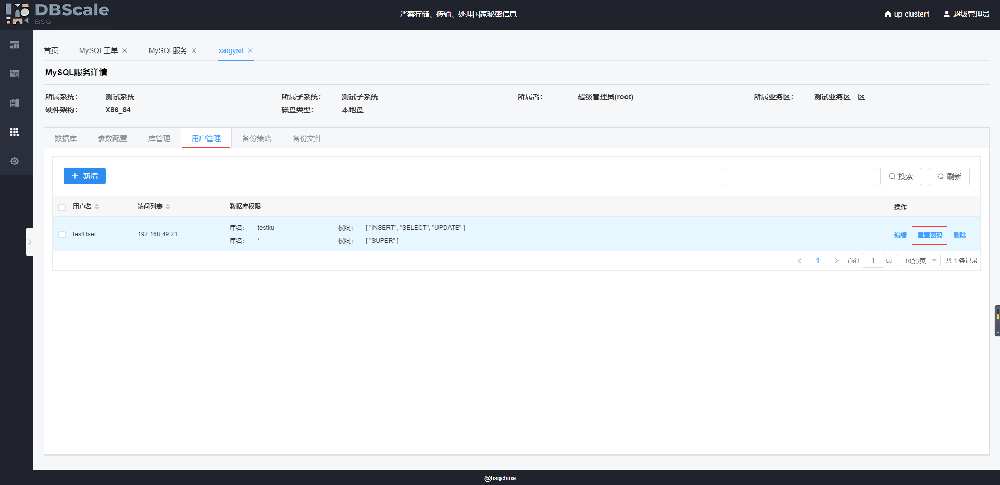 DBScale
BSG
严禁存储、传输、处理国家秘密信息
up-cluster1
超级管理员
首页
MySQL工单
MySQL服务
xargysit
MySQL服务详情
所属系统： 测试系统
所属子系统： 测试子系统
所属者： 超级管理员(root)
所属业务区： 测试业务区一区
硬件架构： X86_64
磁盘类型： 本地盘
数据库
参数配置
库管理
用户管理
备份策略
备份文件
新增
搜索
刷新
用户名
访问列表
数据库权限
操作
testUser
192.168.49.21
库名： testku 权限： [ "INSERT", "SELECT", "UPDATE" ]
库名： * 权限： [ "SUPER" ]
编辑 重置密码 删除
1 前往 1 页 10条/页 共 1 条记录
@bsgchina